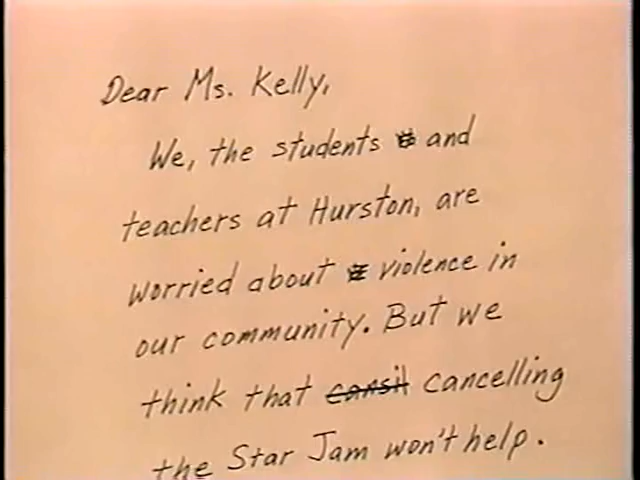 Dear Ms. Kelly,
We, the students and
teachers at Hurston, are
worried about violence in
our community. But we
think that cansil cancelling
the Star Jam won't help.